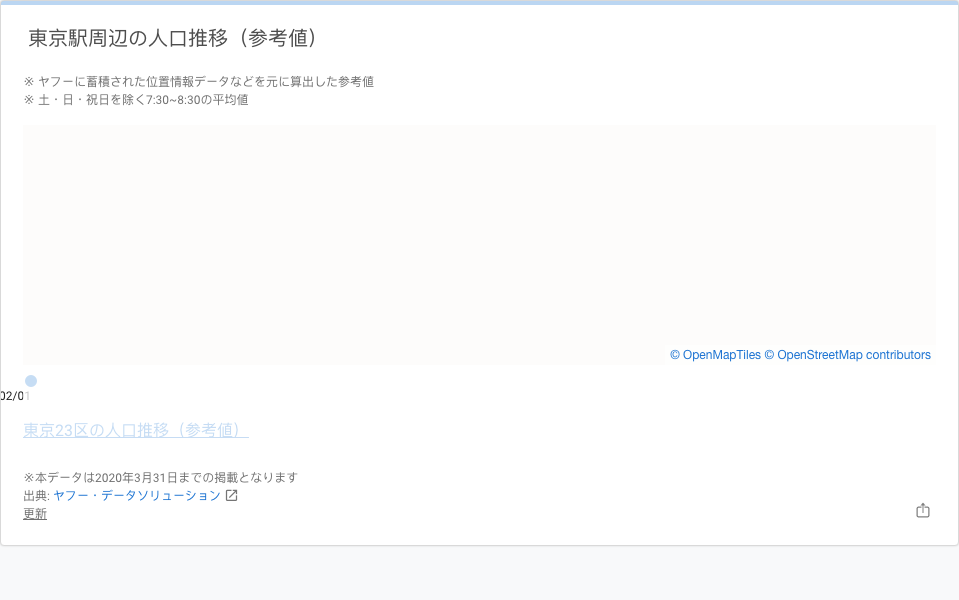 東京駅周辺の人口推移（参考値）
※ ヤフーに蓄積された位置情報データなどを元に算出した参考値
※ 土・日・祝日を除く7:30~8:30の平均値
© OpenMapTiles © OpenStreetMap contributors
02/01
東京23区の人口推移（参考値）
※本データは2020年3月31日までの掲載となります
出典: ヤフー・データソリューション
更新